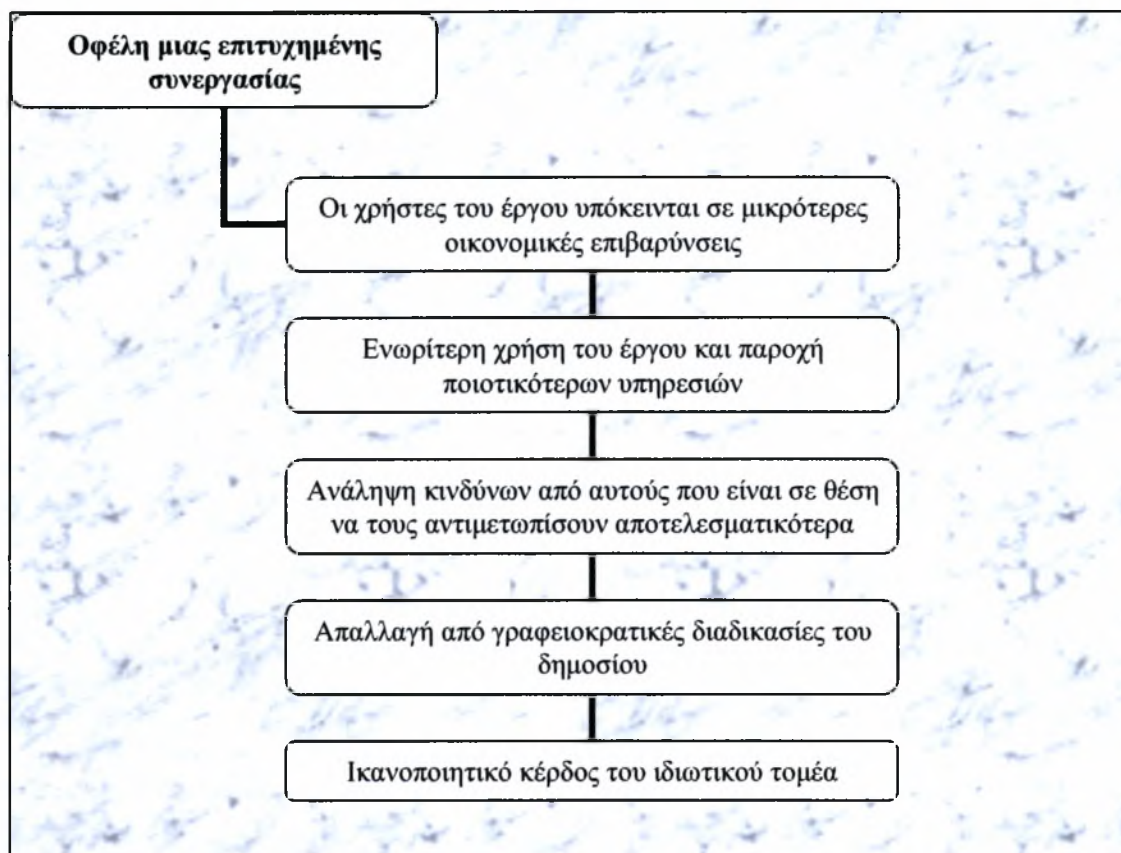 Οφέλη μιας επιτυχημένης
συνεργασίας
Οι χρήστες του έργου υπόκεινται σε μικρότερες
οικονομικές επιβαρύνσεις
Ενωρίτερη χρήση του έργου και παροχή
ποιοτικότερων υπηρεσιών
Ανάληψη κινδύνων από αυτούς που είναι σε θέση
να τους αντιμετωπίσουν αποτελεσματικότερα
Απαλλαγή από γραφειοκρατικές διαδικασίες του
δημοσίου
Ικανοποιητικό κέρδος του ιδιωτικού τομέα